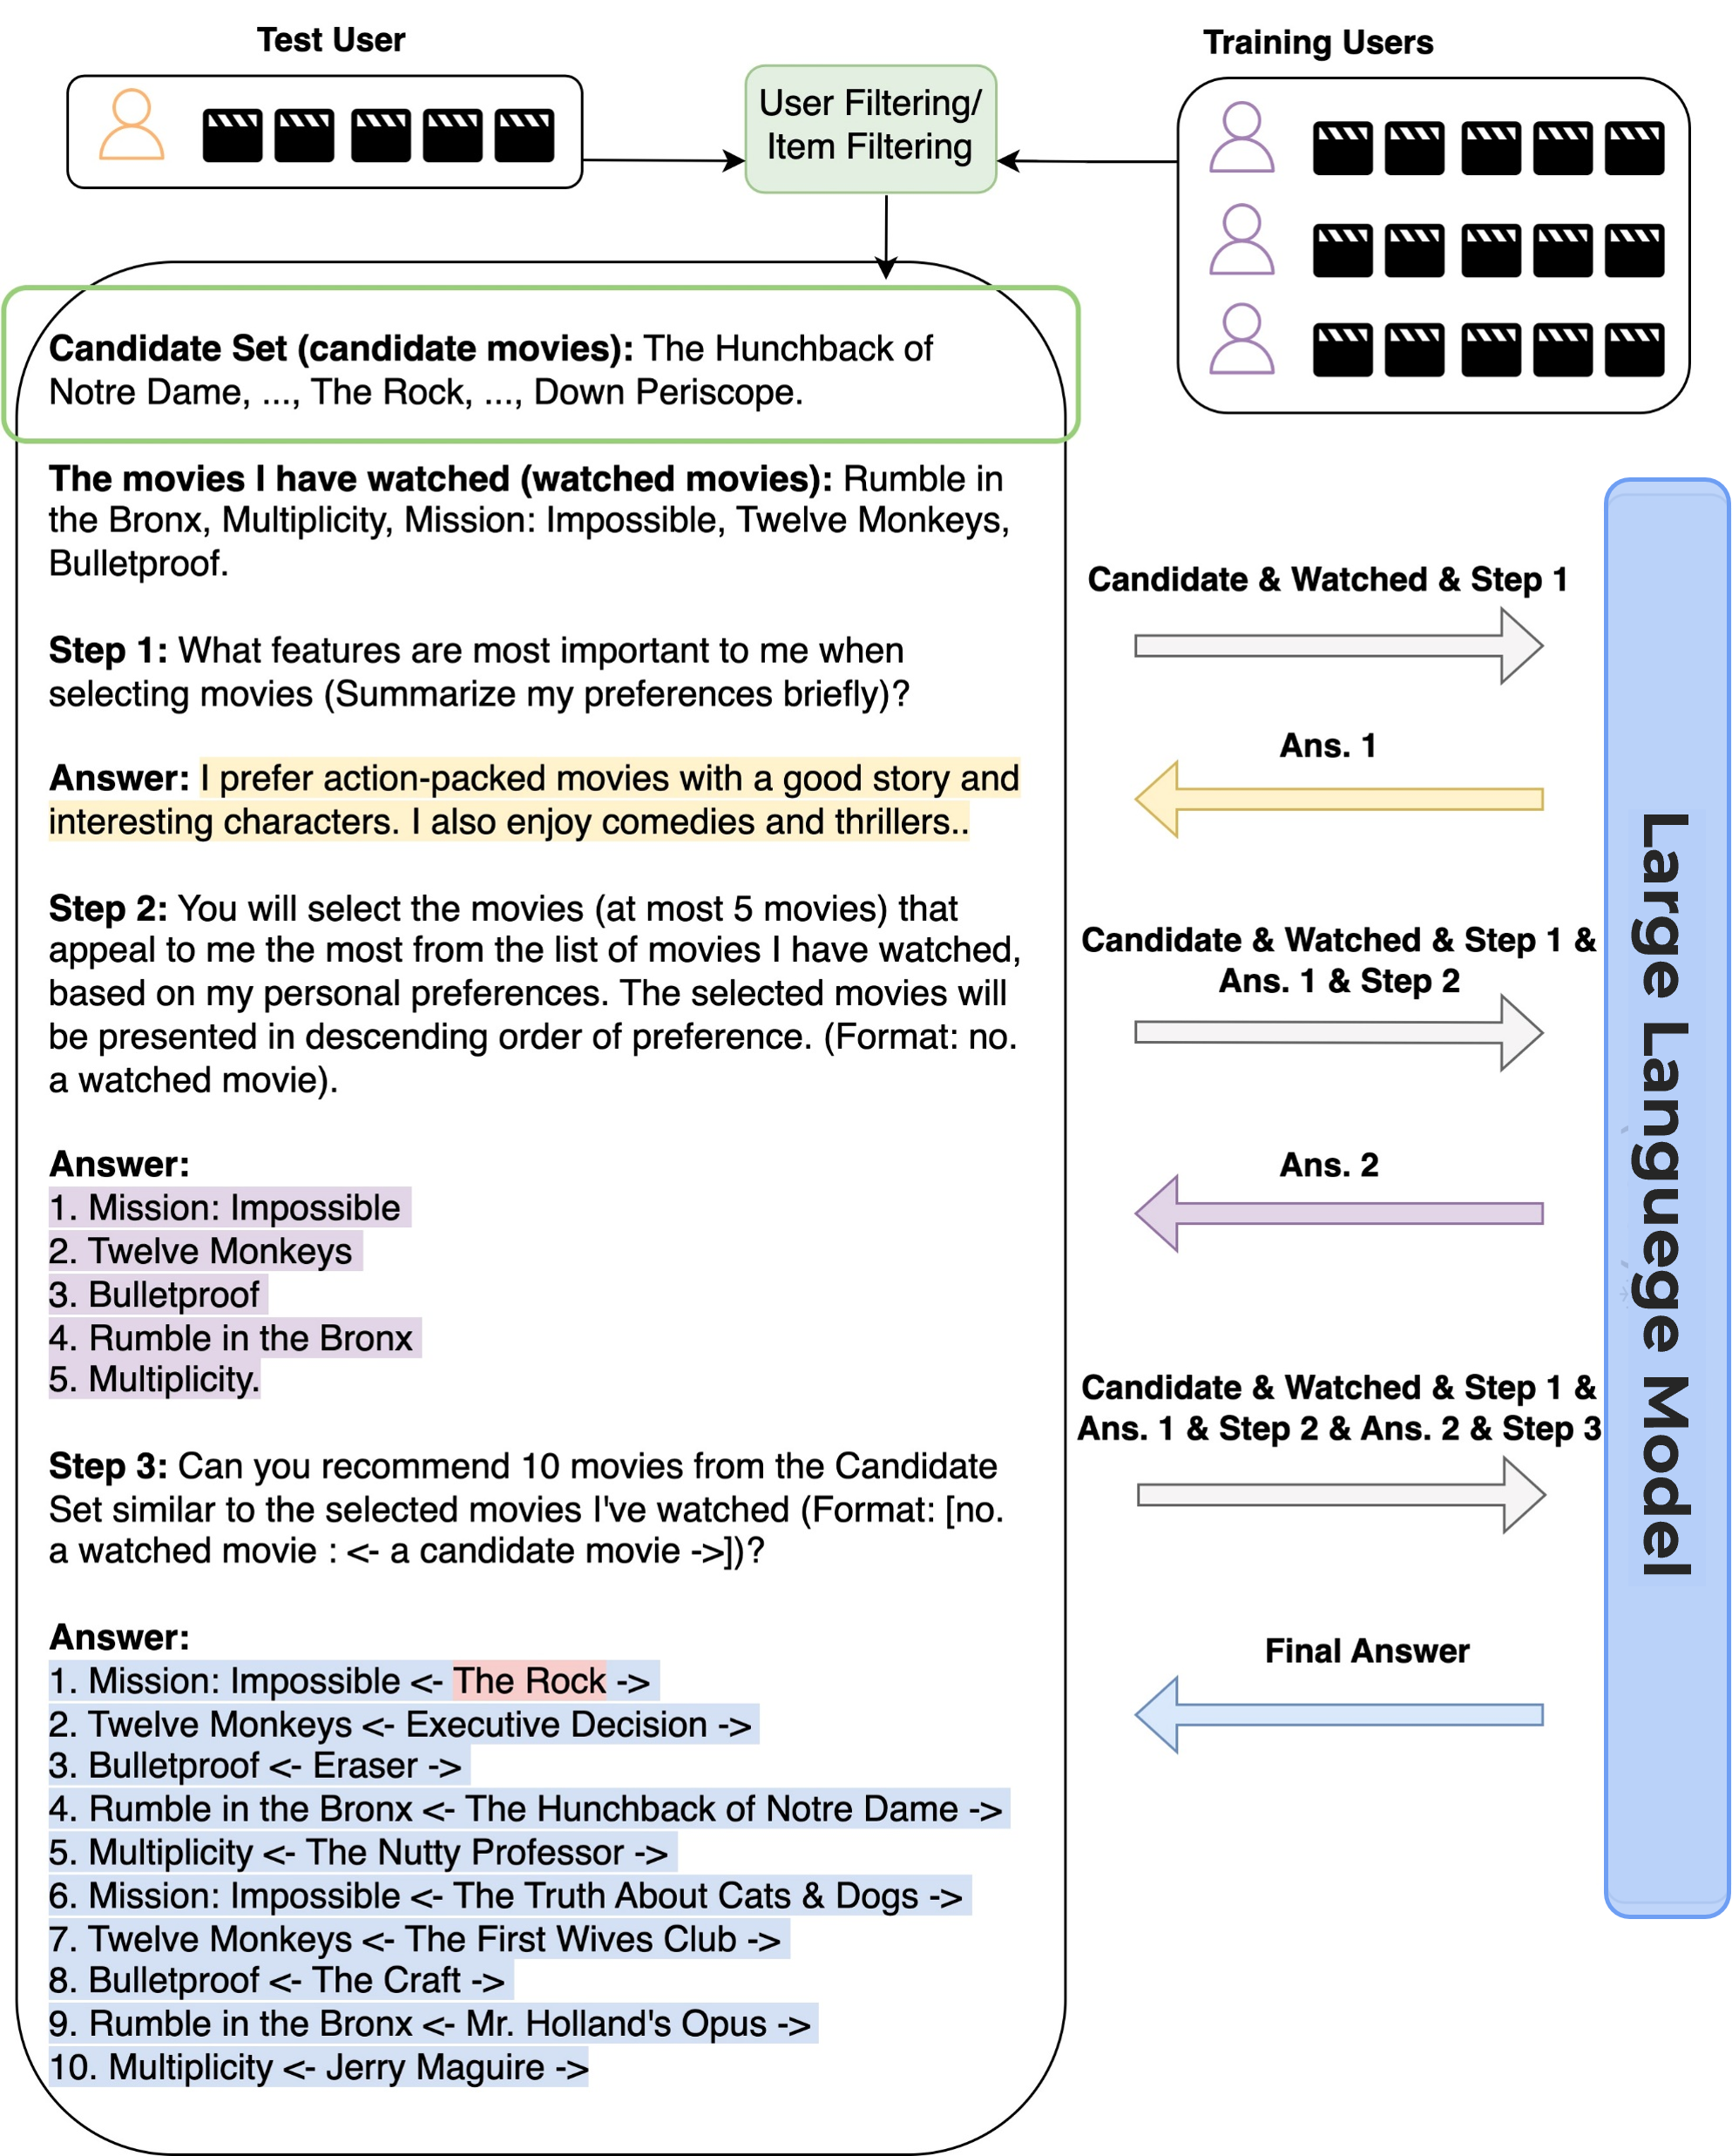 Test User
Training Users
User Filtering/
Item Filtering
Candidate Set (candidate movies): The Hunchback of
Notre Dame, ..., The Rock, ..., Down Periscope.
The movies I have watched (watched movies): Rumble in
the Bronx, Multiplicity, Mission: Impossible, Twelve Monkeys,
Bulletproof.
Step 1: What features are most important to me when
selecting movies (Summarize my preferences briefly)?
Answer: I prefer action-packed movies with a good story and
interesting characters. I also enjoy comedies and thrillers..
Step 2: You will select the movies (at most 5 movies) that
appeal to me the most from the list of movies I have watched,
based on my personal preferences. The selected movies will
be presented in descending order of preference. (Format: no.
a watched movie).
Answer:
1. Mission: Impossible
2. Twelve Monkeys
3. Bulletproof
4. Rumble in the Bronx
5. Multiplicity.
Step 3: Can you recommend 10 movies from the Candidate
Set similar to the selected movies I've watched (Format: [no.
a watched movie : <- a candidate movie ->])?
Answer:
1. Mission: Impossible <- The Rock ->
2. Twelve Monkeys <- Executive Decision ->
3. Bulletproof <- Eraser ->
4. Rumble in the Bronx <- The Hunchback of Notre Dame ->
5. Multiplicity <- The Nutty Professor ->
6. Mission: Impossible <- The Truth About Cats & Dogs ->
7. Twelve Monkeys <- The First Wives Club ->
8. Bulletproof <- The Craft ->
9. Rumble in the Bronx <- Mr. Holland's Opus ->
10. Multiplicity <- Jerry Maguire ->
Candidate & Watched & Step 1
Ans. 1
Candidate & Watched & Step 1 &
Ans. 1 & Step 2
Ans. 2
Candidate & Watched & Step 1 &
Ans. 1 & Step 2 & Ans. 2 & Step 3
Final Answer
Large Languege Model